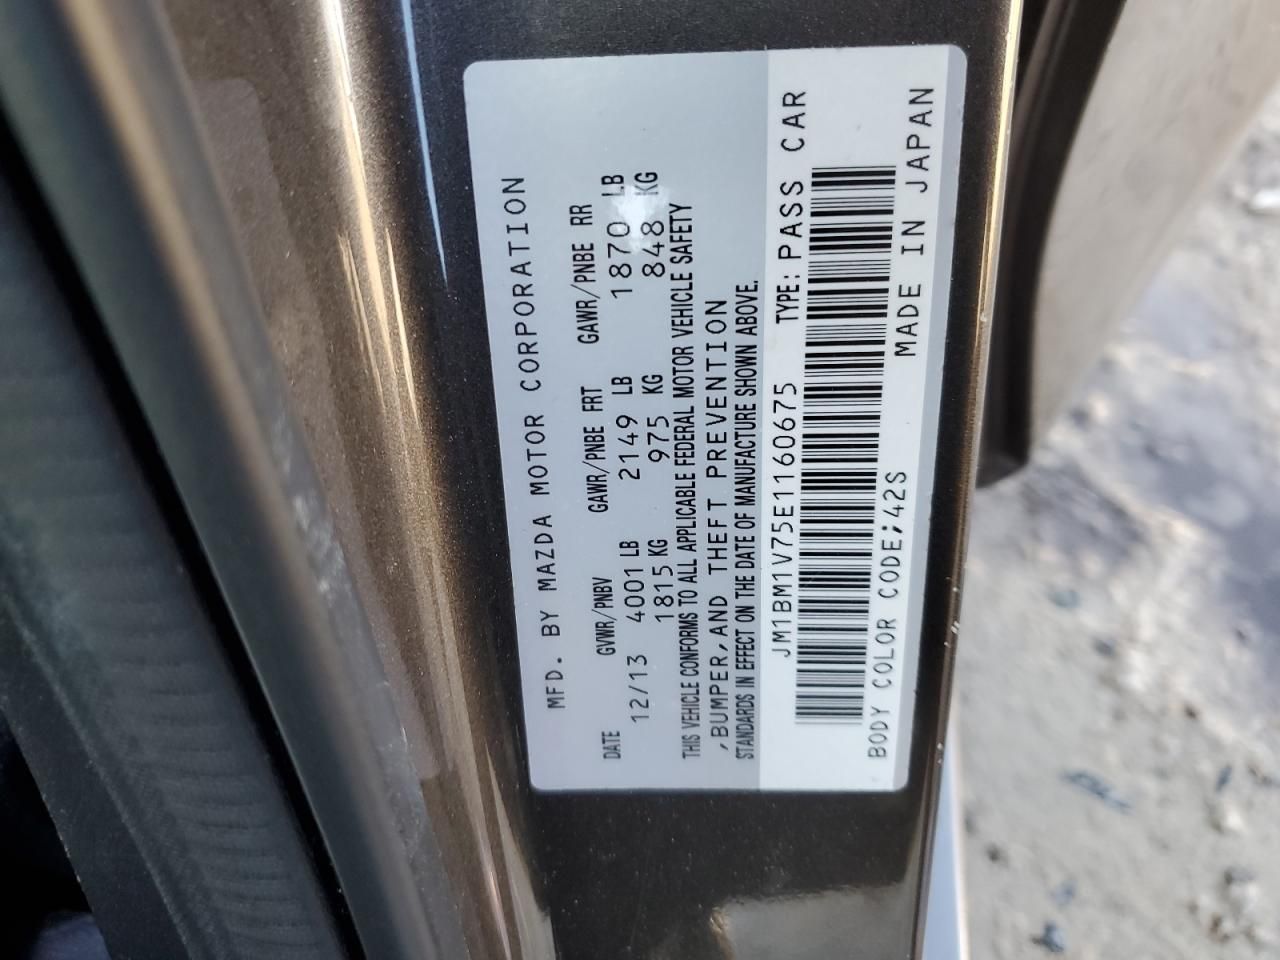 MFD. BY MAZDA MOTOR CORPORATION
DATE GVWR/PNBV GAWR/PNBE FRT GAWR/PNBE RR
12/13 4001 LB 2149 LB 1870 LB
1815 KG 975 KG 848 KG
THIS VEHICLE CONFORMS TO ALL APPLICABLE FEDERAL MOTOR VEHICLE SAFETY
,BUMPER,AND THEFT PREVENTION
STANDARDS IN EFFECT ON THE DATE OF MANUFACTURE SHOWN ABOVE.
JM1BM1V75E1160675 TYPE: PASS CAR
BODY COLOR CODE;42S MADE IN JAPAN